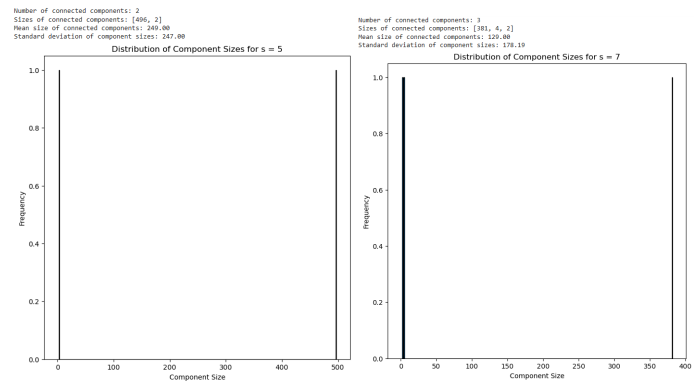 Number of connected components: 2
Sizes of connected components: [496, 2]
Mean size of connected components: 249.00
Standard deviation of component sizes: 247.00
Distribution of Component Sizes for s = 5
1.0
0.8
0.6
0.4
0.2
0.0
Frequency
0 100 200 300 400 500
Component Size
Number of connected components: 3
Sizes of connected components: [381, 4, 2]
Mean size of connected components: 129.00
Standard deviation of component sizes: 178.19
Distribution of Component Sizes for s = 7
1.0
0.8
0.6
0.4
0.2
0.0
Frequency
0 50 100 150 200 250 300 350 400
Component Size